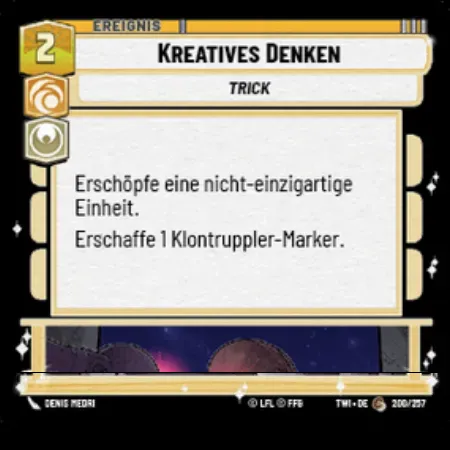 EREIGNIS
2
KREATIVES DENKEN
TRICK
Erschöpfe eine nicht-einzigartige
Einheit.
Erschaffe 1 Klontruppler-Marker.
DENIS MEDRI
© LFL © FFG
TWI • DE
200/257